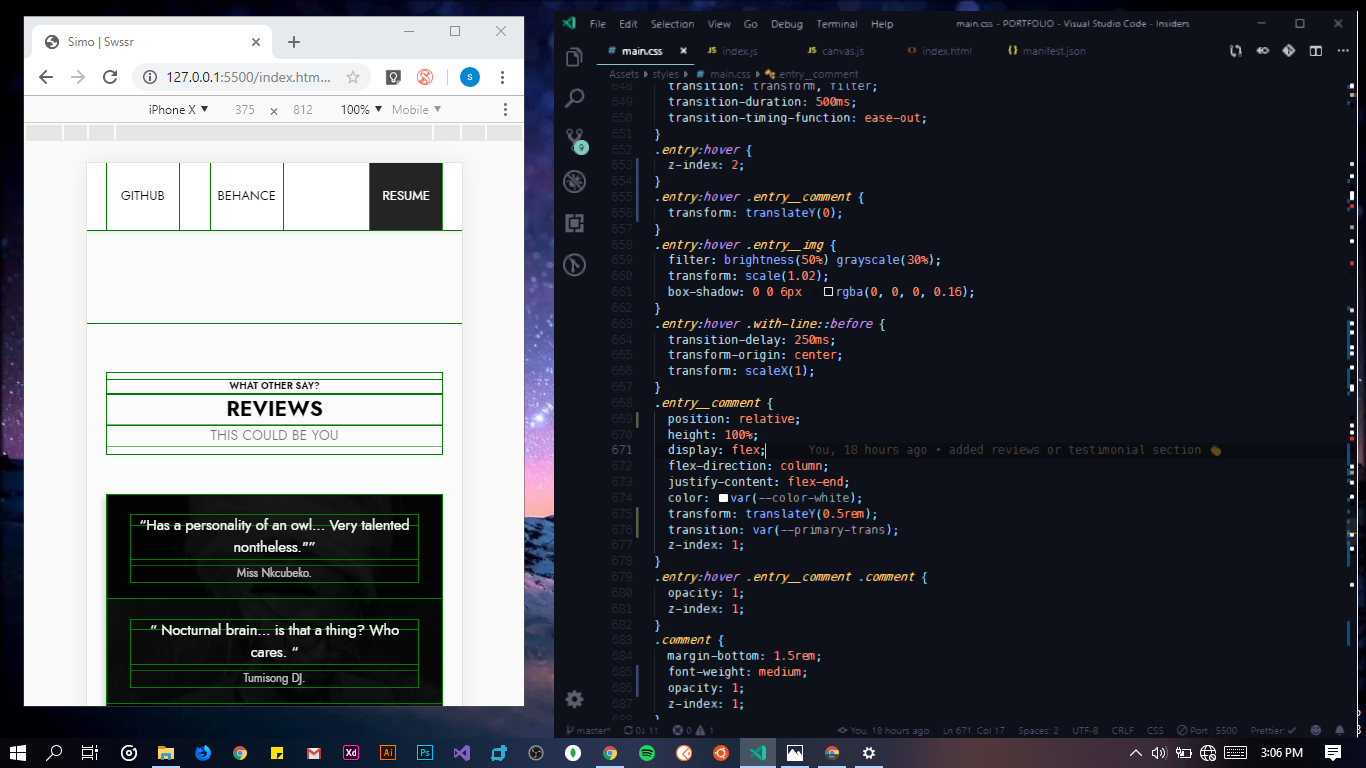 Simo | Swssr
127.0.0.1:5500/index.htm...
S
iPhone X ▼ 375 × 812 100% ▼ Mobile ▼
GITHUB BEHANCE RESUME
WHAT OTHER SAY?
REVIEWS
THIS COULD BE YOU
“Has a personality of an owl... Very talented
nontheless.””
Miss Nkcubeko.
“ Nocturnal brain... is that a thing? Who
cares. “
Tumisong DJ.
File Edit Selection View Go Debug Terminal Help main.css - PORTFOLIO - Visual Studio Code - Insiders
# main.css × JS index.js JS canvas.js <> index.html {} manifest.json
Assets › styles › # main.css › .entry__comment
9
648 transition: transform, filter;
649 transition-duration: 500ms;
650 transition-timing-function: ease-out;
651 }
652 .entry:hover {
653 z-index: 2;
654 }
655 .entry:hover .entry__comment {
656 transform: translateY(0);
657 }
658 .entry:hover .entry__img {
659 filter: brightness(50%) grayscale(30%);
660 transform: scale(1.02);
661 box-shadow: 0 0 6px rgba(0, 0, 0, 0.16);
662 }
663 .entry:hover .with-line::before {
664 transition-delay: 250ms;
665 transform-origin: center;
666 transform: scaleX(1);
667 }
668 .entry__comment {
669 position: relative;
670 height: 100%;
671 display: flex; You, 18 hours ago • added reviews or testimonial section
672 flex-direction: column;
673 justify-content: flex-end;
674 color: var(--color-white);
675 transform: translateY(0.5rem);
676 transition: var(--primary-trans);
677 z-index: 1;
678 }
679 .entry:hover .entry__comment .comment {
680 opacity: 1;
681 z-index: 1;
682 }
683 .comment {
684 margin-bottom: 1.5rem;
685 font-weight: medium;
686 opacity: 1;
687 z-index: 1;
688 }
master* 0↓ 1↑ 0 1 You, 18 hours ago Ln 671, Col 17 Spaces: 2 UTF-8 CRLF CSS Port : 5500 Prettier: ✓
Xd Ai Ps 3:06 PM